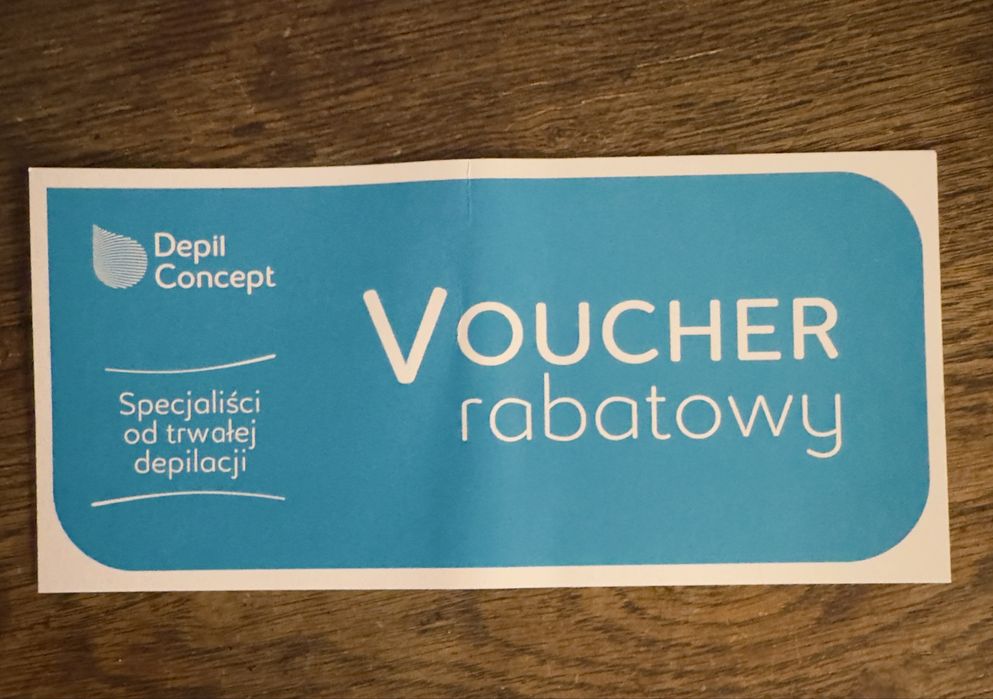 Depil
Concept
Specjaliści
od trwałej
depilacji
VOUCHER
rabatowy